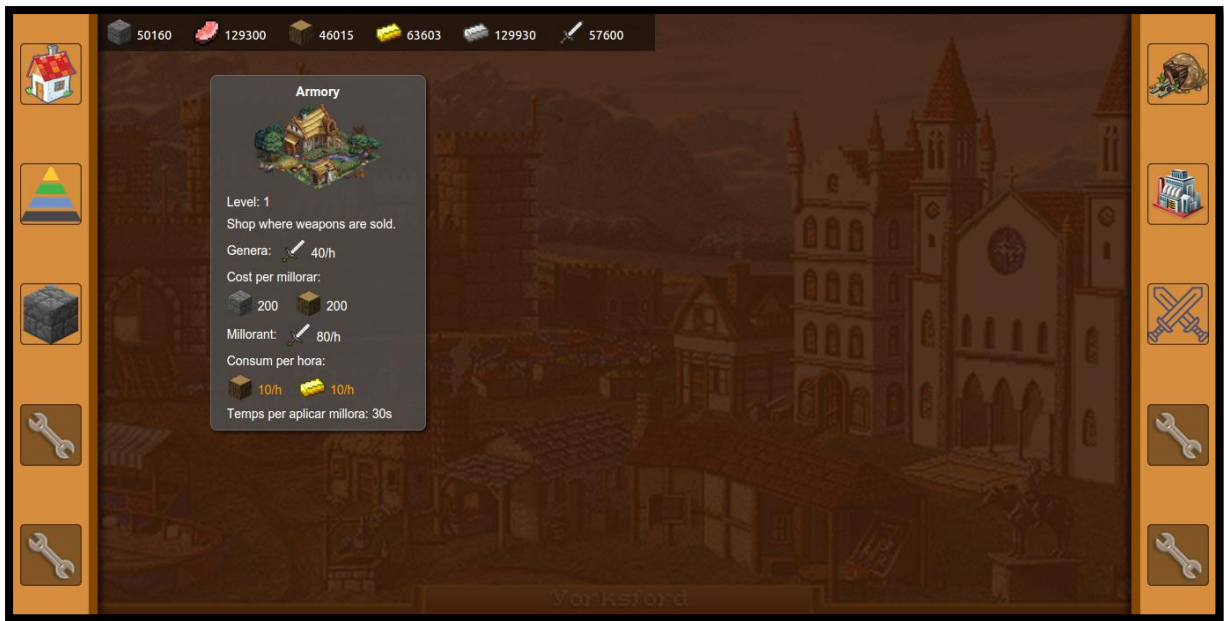 50160 129300 46015 63603 129930 57600
Armory
Level: 1
Shop where weapons are sold.
Genera: 40/h
Cost per millorar:
200 200
Millorant: 80/h
Consum per hora:
10/h 10/h
Temps per aplicar millora: 30s
Vorksford